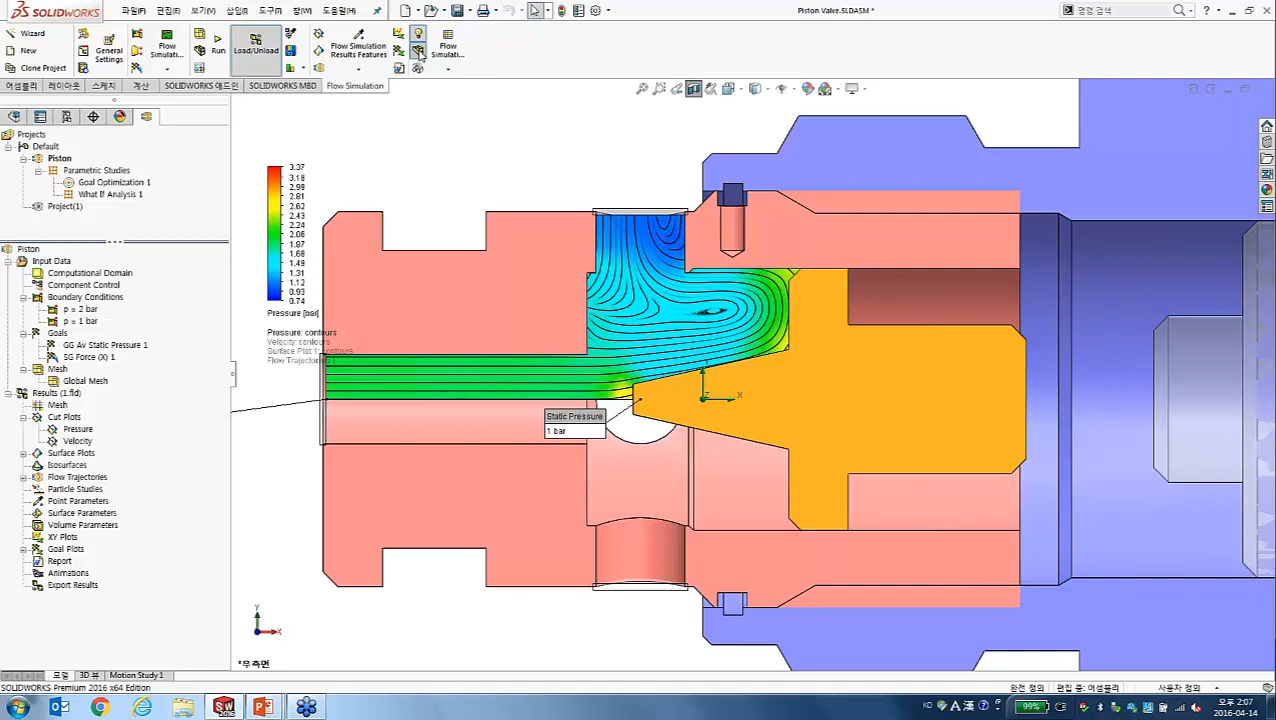 SOLIDWORKS
파일(F) 편집(E) 보기(V) 삽입(I) 도구(T) 창(W) 도움말(H)
Piston Valve.SLDASM *
관련 검색
Wizard
New
Clone Project
General Settings
Flow Simulati...
Run
Load/Unload
Flow Simulation Results Features
Flow Simulati...
어셈블리 레이아웃 스케치 계산 SOLIDWORKS 애드인 SOLIDWORKS MBD Flow Simulation
Projects
Default
Piston
Parametric Studies
Goal Optimization 1
What If Analysis 1
Project(1)
Piston
Input Data
Computational Domain
Component Control
Boundary Conditions
p = 2 bar
p = 1 bar
Goals
GG Av Static Pressure 1
SG Force (X) 1
Mesh
Global Mesh
Results (1.fld)
Mesh
Cut Plots
Pressure
Velocity
Surface Plots
Isosurfaces
Flow Trajectories
Particle Studies
Point Parameters
Surface Parameters
Volume Parameters
XY Plots
Goal Plots
Report
Animations
Export Results
3.37
3.18
2.99
2.81
2.62
2.43
2.24
2.06
1.87
1.68
1.49
1.31
1.12
0.93
0.74
Pressure [bar]
Pressure: contours
Velocity: contours
Surface Plot 1: contours
Flow Trajectories 1
Static Pressure
1 bar
Z
X
Y
X
*우측면
모델 3D 뷰 Motion Study 1
SOLIDWORKS Premium 2016 x64 Edition
완전 정의 편집 중: 어셈블리 사용자 정의
KO A 漢
99%
오후 2:07
2016-04-14